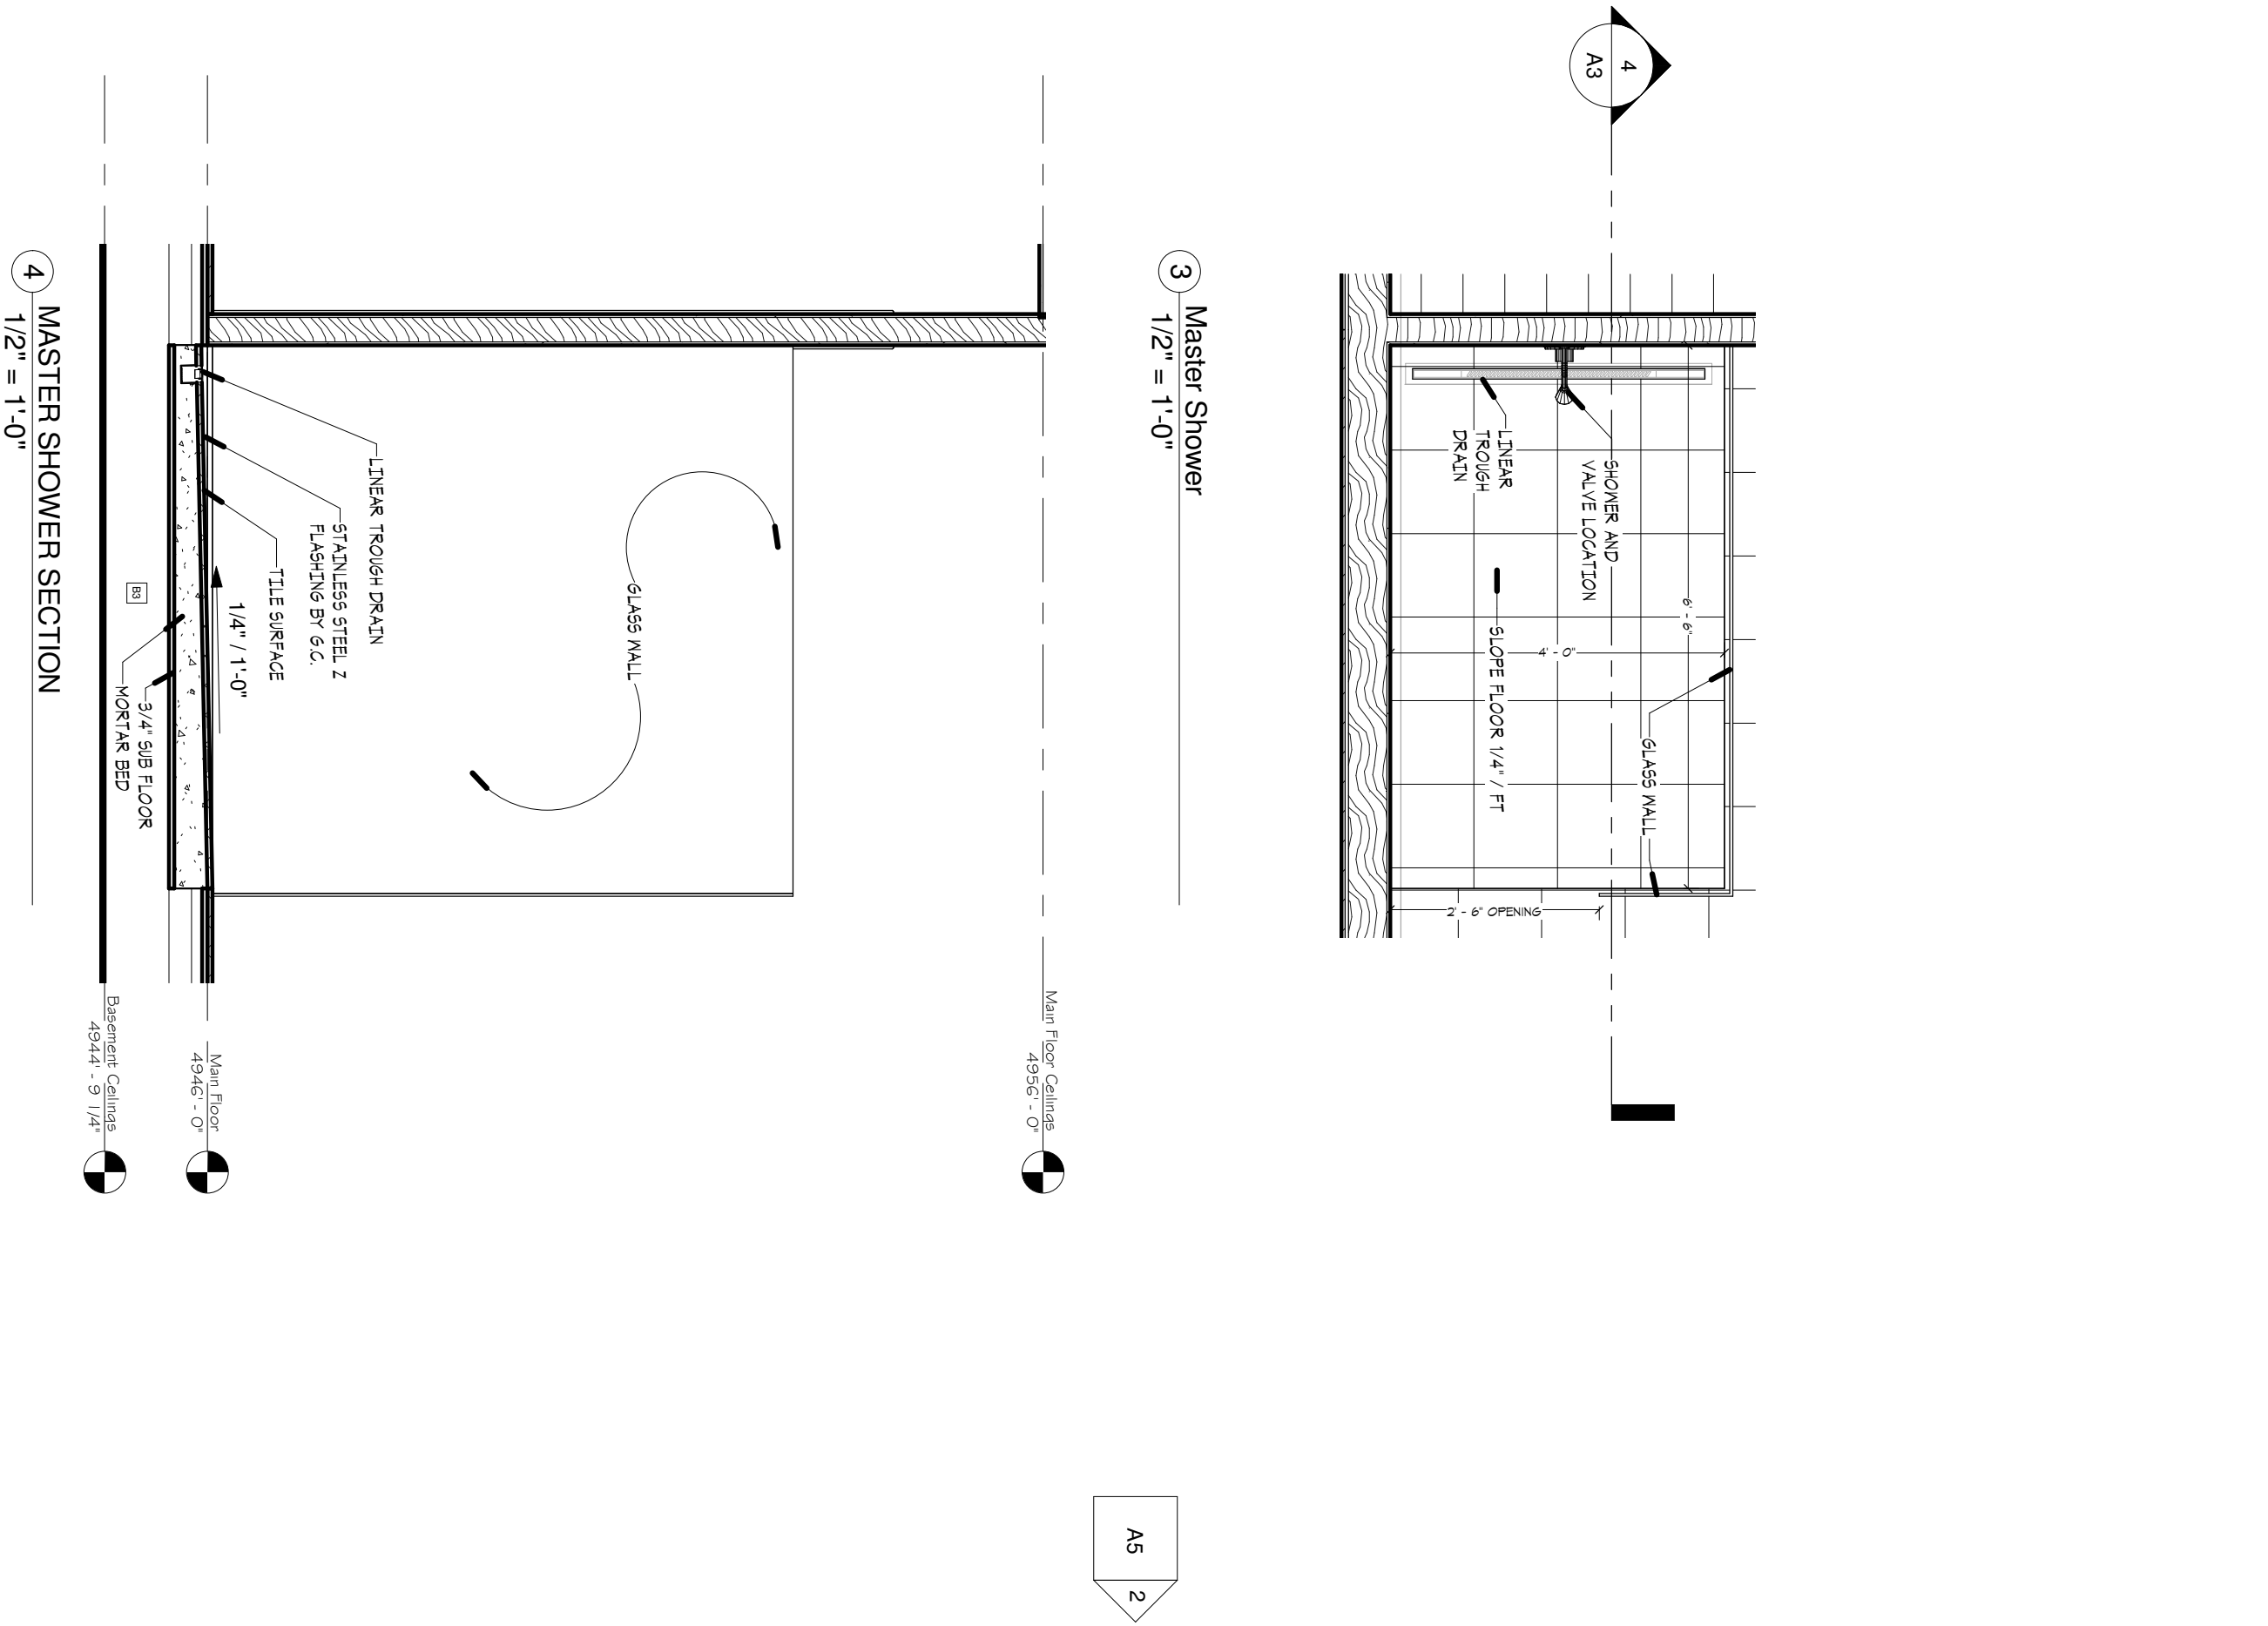 4
A3
SHOWER AND
VALVE LOCATION
LINEAR
TROUGH
DRAIN
6' - 6"
4' - 0"
SLOPE FLOOR 1/4" / FT
GLASS WALL
2' - 6" OPENING
3
Master Shower
1/2" = 1'-0"
Main Floor Ceilings
4956' - 0"
GLASS WALL
LINEAR TROUGH DRAIN
STAINLESS STEEL Z
FLASHING BY G.C.
TILE SURFACE
1/4" / 1'-0"
Main Floor
4946' - 0"
B3
3/4" SUB FLOOR
MORTAR BED
Basement Ceilings
4944' - 9 1/4"
4
MASTER SHOWER SECTION
1/2" = 1'-0"
A5
2